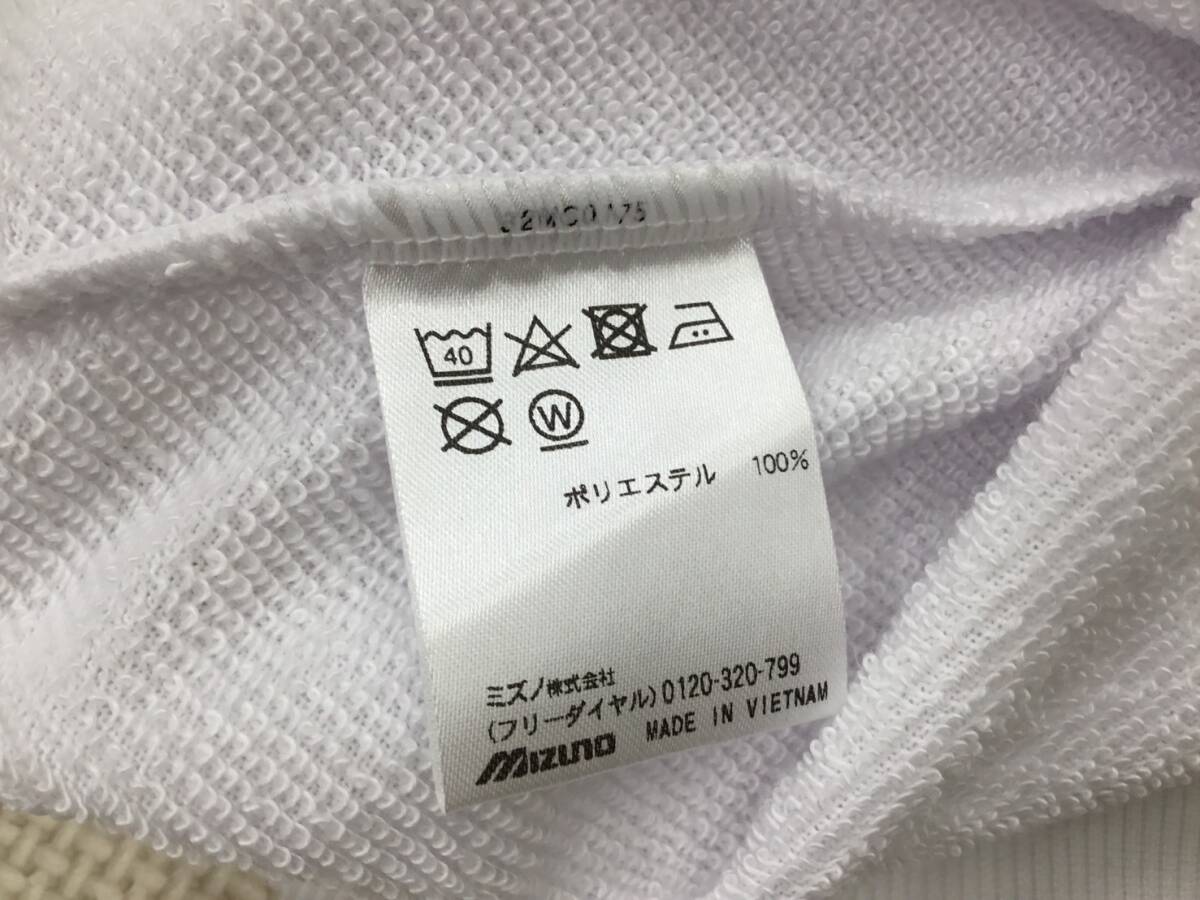 40
W
ポリエステル 100%
ミズノ株式会社
(フリーダイヤル)0120-320-799
MIZUNO MADE IN VIETNAM